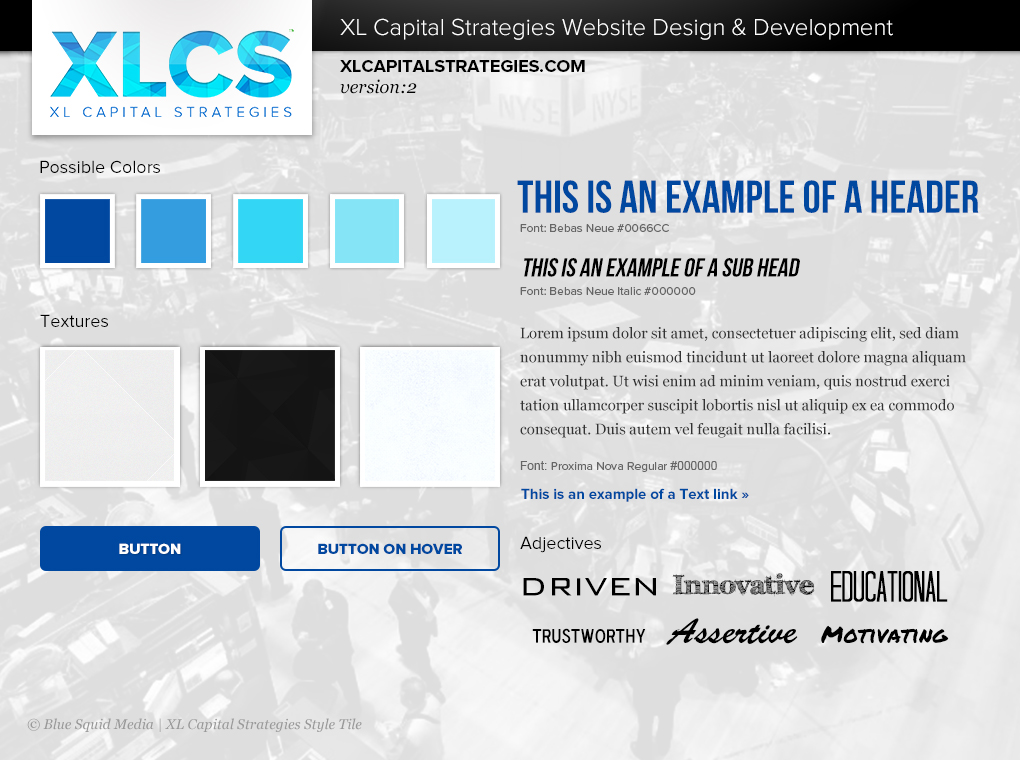 XLCS™
XL CAPITAL STRATEGIES
XL Capital Strategies Website Design & Development
XLCAPITALSTRATEGIES.COM
version:2
NYSE
NYSE
Possible Colors
Textures
BUTTON
BUTTON ON HOVER
THIS IS AN EXAMPLE OF A HEADER
Font: Bebas Neue #0066CC
THIS IS AN EXAMPLE OF A SUB HEAD
Font: Bebas Neue Italic #000000
Lorem ipsum dolor sit amet, consectetuer adipiscing elit, sed diam
nonummy nibh euismod tincidunt ut laoreet dolore magna aliquam
erat volutpat. Ut wisi enim ad minim veniam, quis nostrud exerci
tation ullamcorper suscipit lobortis nisl ut aliquip ex ea commodo
consequat. Duis autem vel feugait nulla facilisi.
Font: Proxima Nova Regular #000000
This is an example of a Text link »
Adjectives
DRIVEN Innovative EDUCATIONAL
TRUSTWORTHY Assertive MOTIVATING
© Blue Squid Media | XL Capital Strategies Style Tile